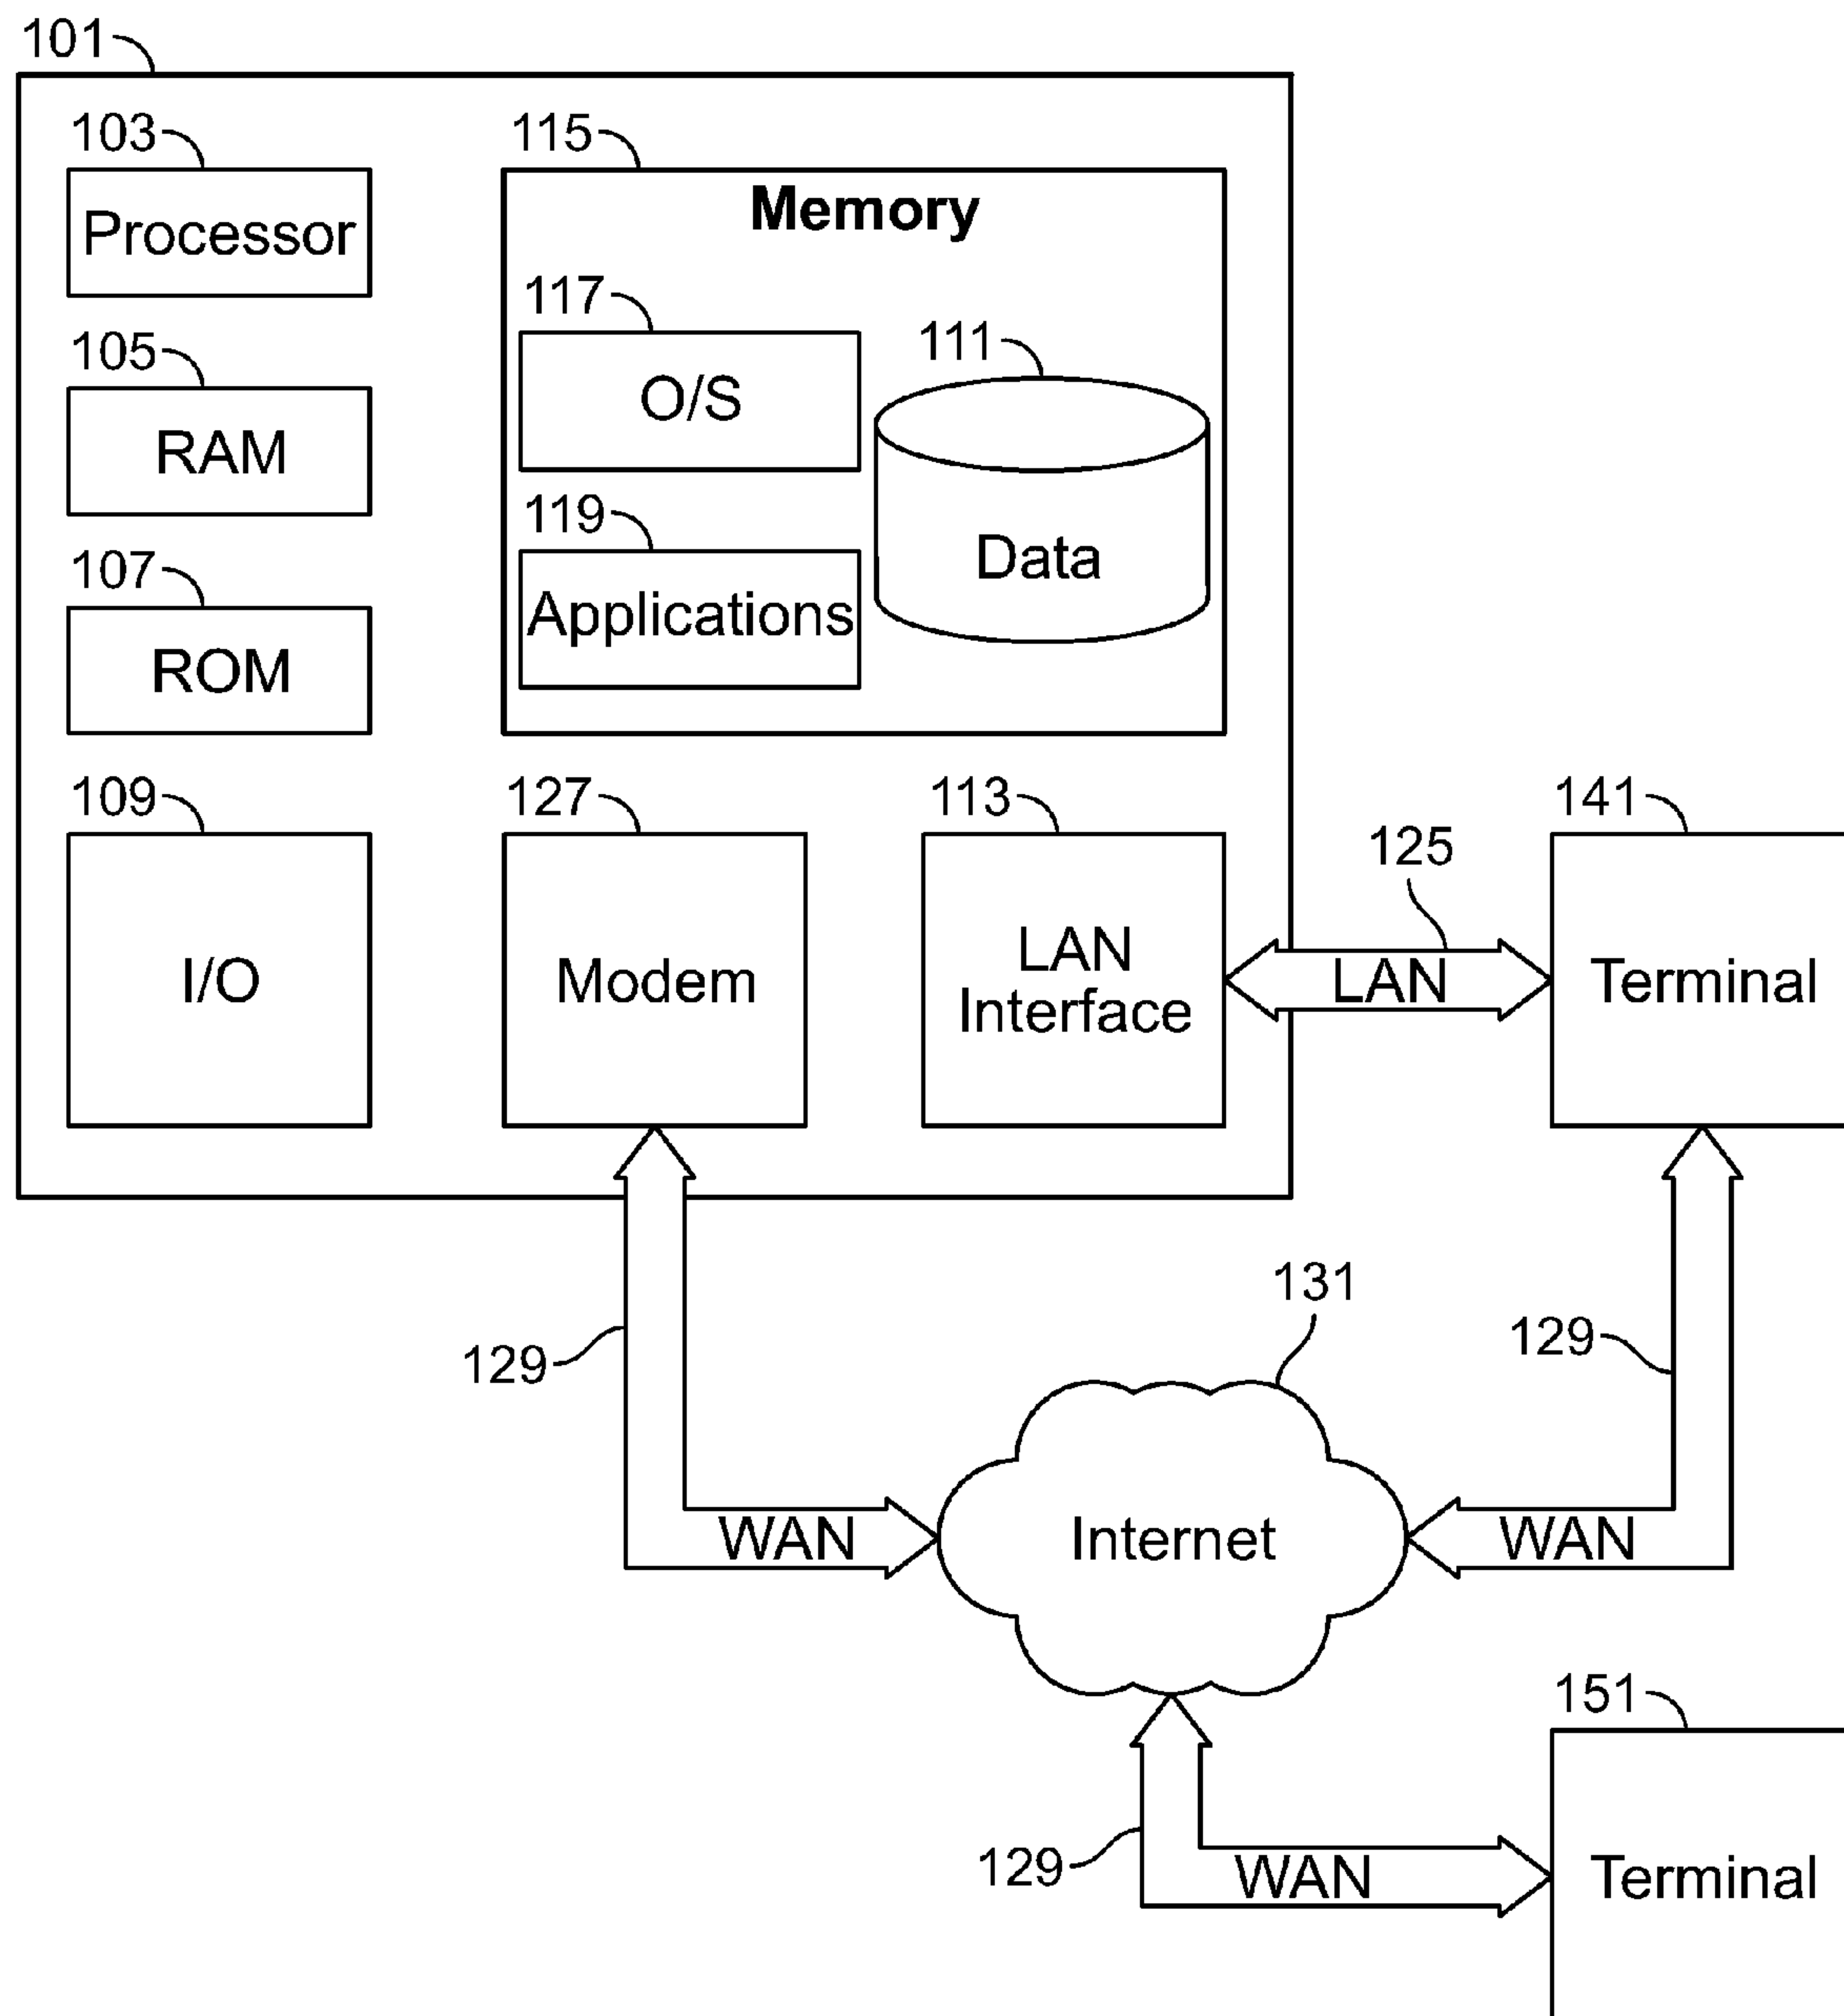 101
103
Processor
105
RAM
107
ROM
109
I/O
115
Memory
117
O/S
111
Data
119
Applications
127
Modem
113
LAN
Interface
125
LAN
141
Terminal
129
WAN
131
Internet
129
WAN
129
WAN
151
Terminal